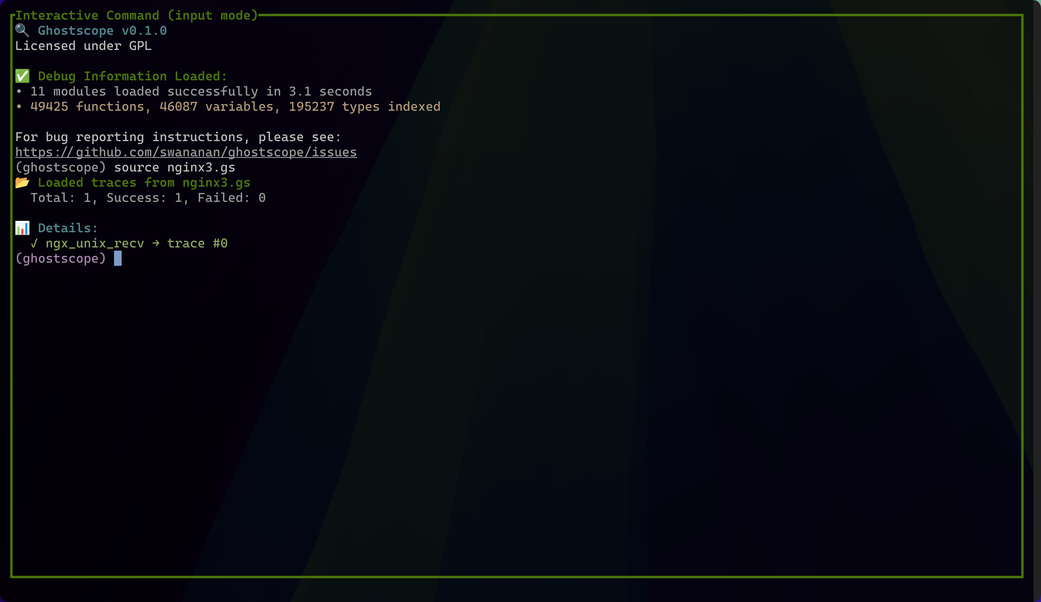 Interactive Command (input mode)
🔍 Ghostscope v0.1.0
Licensed under GPL
✅ Debug Information Loaded:
• 11 modules loaded successfully in 3.1 seconds
• 49425 functions, 46087 variables, 195237 types indexed
For bug reporting instructions, please see:
https://github.com/swananan/ghostscope/issues
(ghostscope) source nginx3.gs
📂 Loaded traces from nginx3.gs
Total: 1, Success: 1, Failed: 0
📊 Details:
✓ ngx_unix_recv → trace #0
(ghostscope)